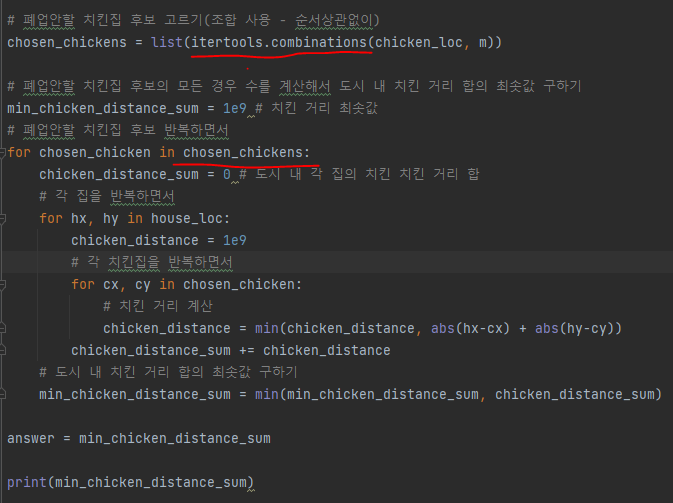 # 폐업안할 치킨집 후보 고르기(조합 사용 - 순서상관없이)
chosen_chickens = list(itertools.combinations(chicken_loc, m))
# 폐업안할 치킨집 후보의 모든 경우 수를 계산해서 도시 내 치킨 거리 합의 최솟값 구하기
min_chicken_distance_sum = 1e9 # 치킨 거리 최솟값
# 폐업안할 치킨집 후보 반복하면서
for chosen_chicken in chosen_chickens:
    chicken_distance_sum = 0 # 도시 내 각 집의 치킨 치킨 거리 합
    # 각 집을 반복하면서
    for hx, hy in house_loc:
        chicken_distance = 1e9
        # 각 치킨집을 반복하면서
        for cx, cy in chosen_chicken:
            # 치킨 거리 계산
            chicken_distance = min(chicken_distance, abs(hx-cx) + abs(hy-cy))
        chicken_distance_sum += chicken_distance
    # 도시 내 치킨 거리 합의 최솟값 구하기
    min_chicken_distance_sum = min(min_chicken_distance_sum, chicken_distance_sum)
answer = min_chicken_distance_sum
print(min_chicken_distance_sum)